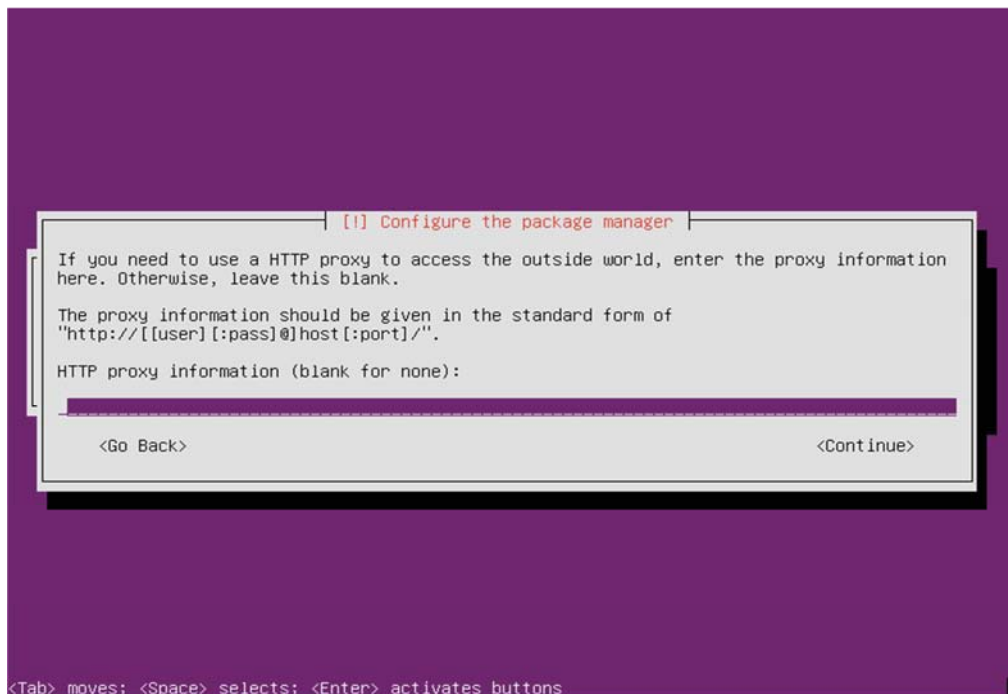 [!] Configure the package manager
If you need to use a HTTP proxy to access the outside world, enter the proxy information
here. Otherwise, leave this blank.
The proxy information should be given in the standard form of
"http://[[user][:pass]@]host[:port]/".
HTTP proxy information (blank for none):
<Go Back> <Continue>
<Tab> moves; <Space> selects; <Enter> activates buttons